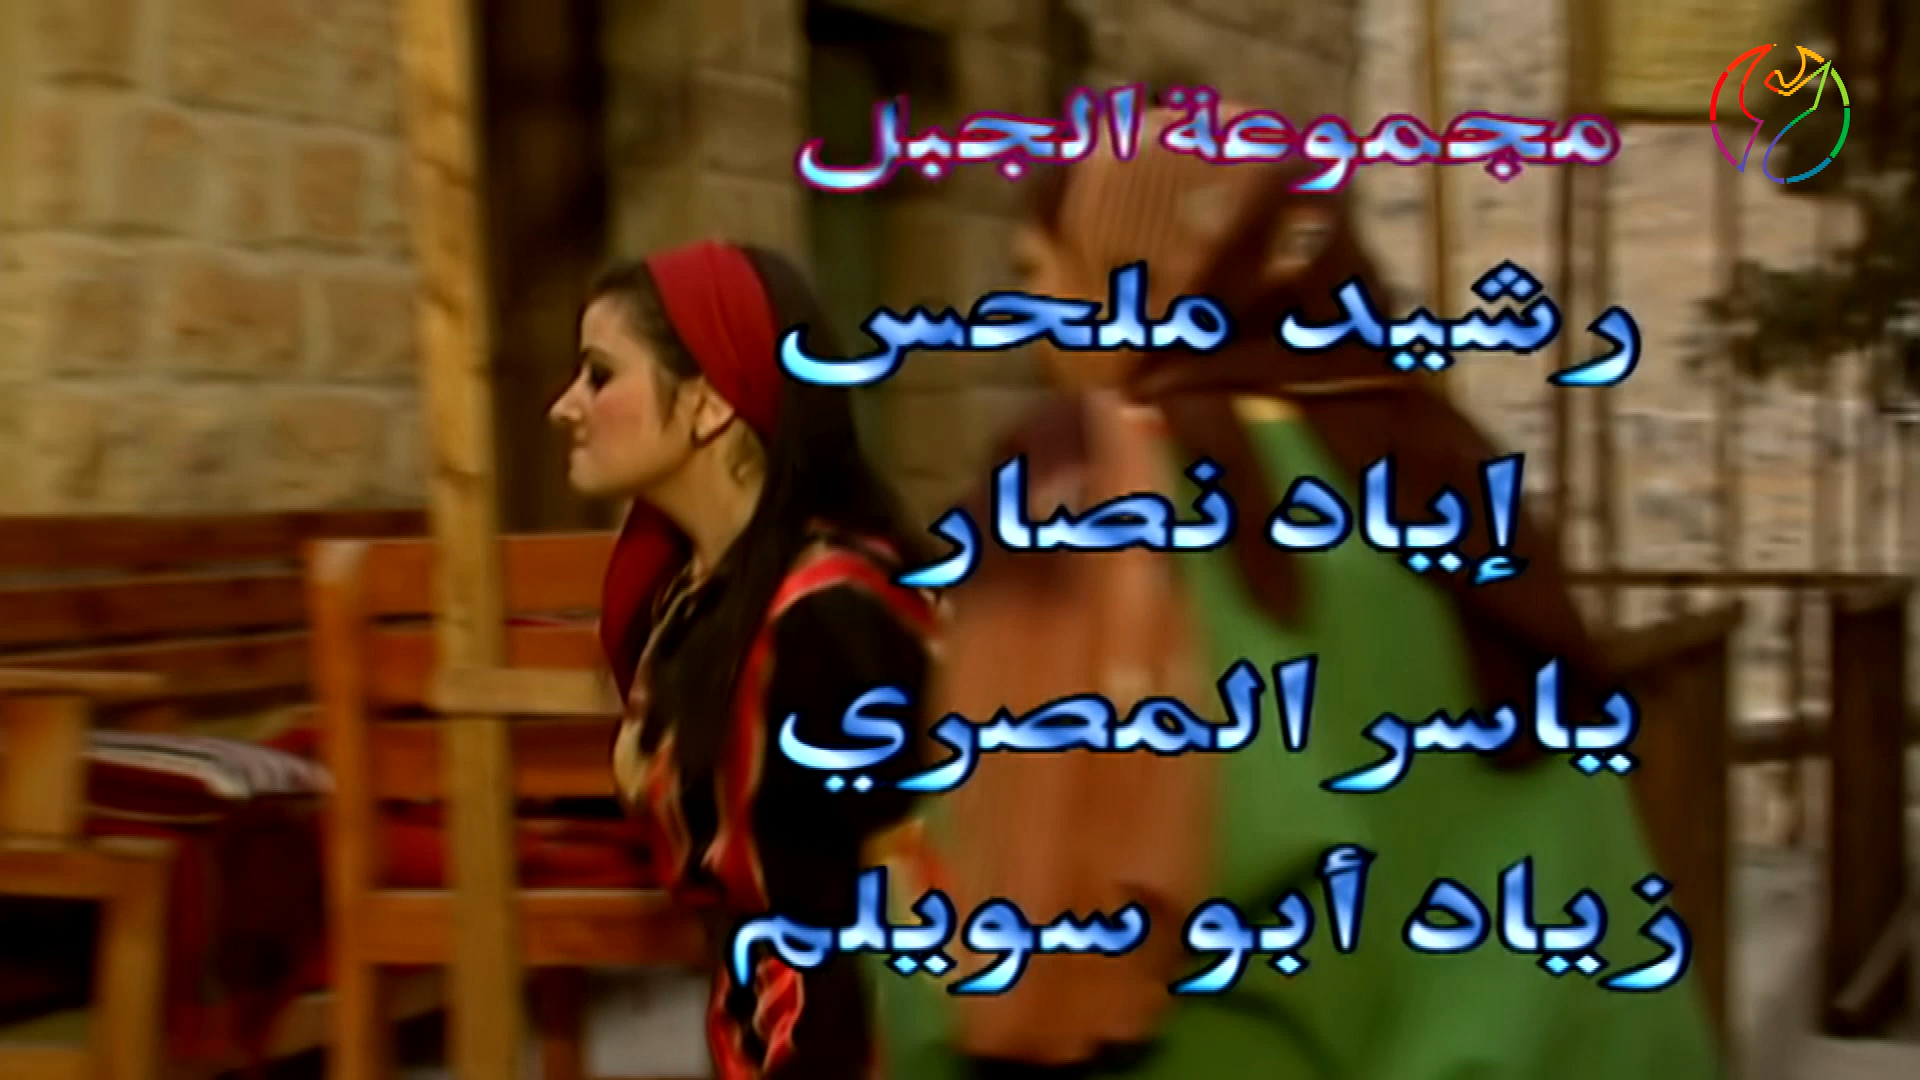 مجموعة الجبل
رشيد ملحس
إياد نصار
ياسر المصري
زياد أبو سويلم